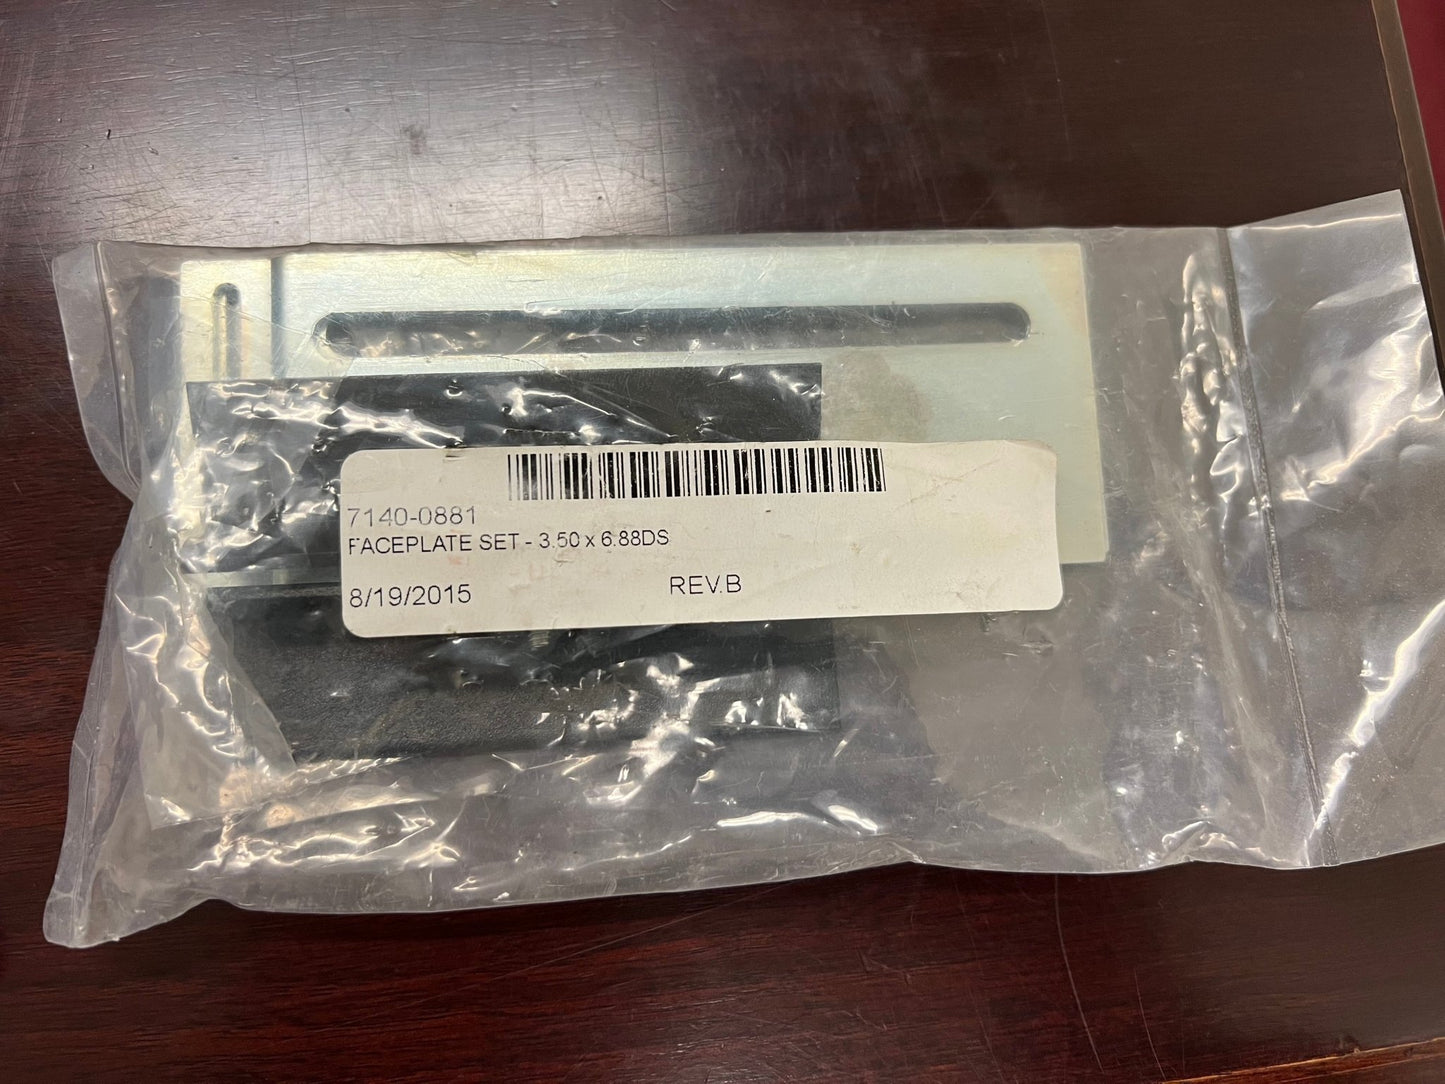 7140-0881
FACEPLATE SET - 3.50 x 6.88DS
8/19/2015 REV.B